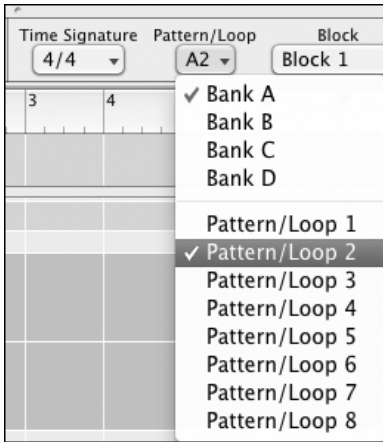 Time Signature Pattern/Loop Block
4/4 A2 Block 1
3 4
Bank A
Bank B
Bank C
Bank D
Pattern/Loop 1
Pattern/Loop 2
Pattern/Loop 3
Pattern/Loop 4
Pattern/Loop 5
Pattern/Loop 6
Pattern/Loop 7
Pattern/Loop 8